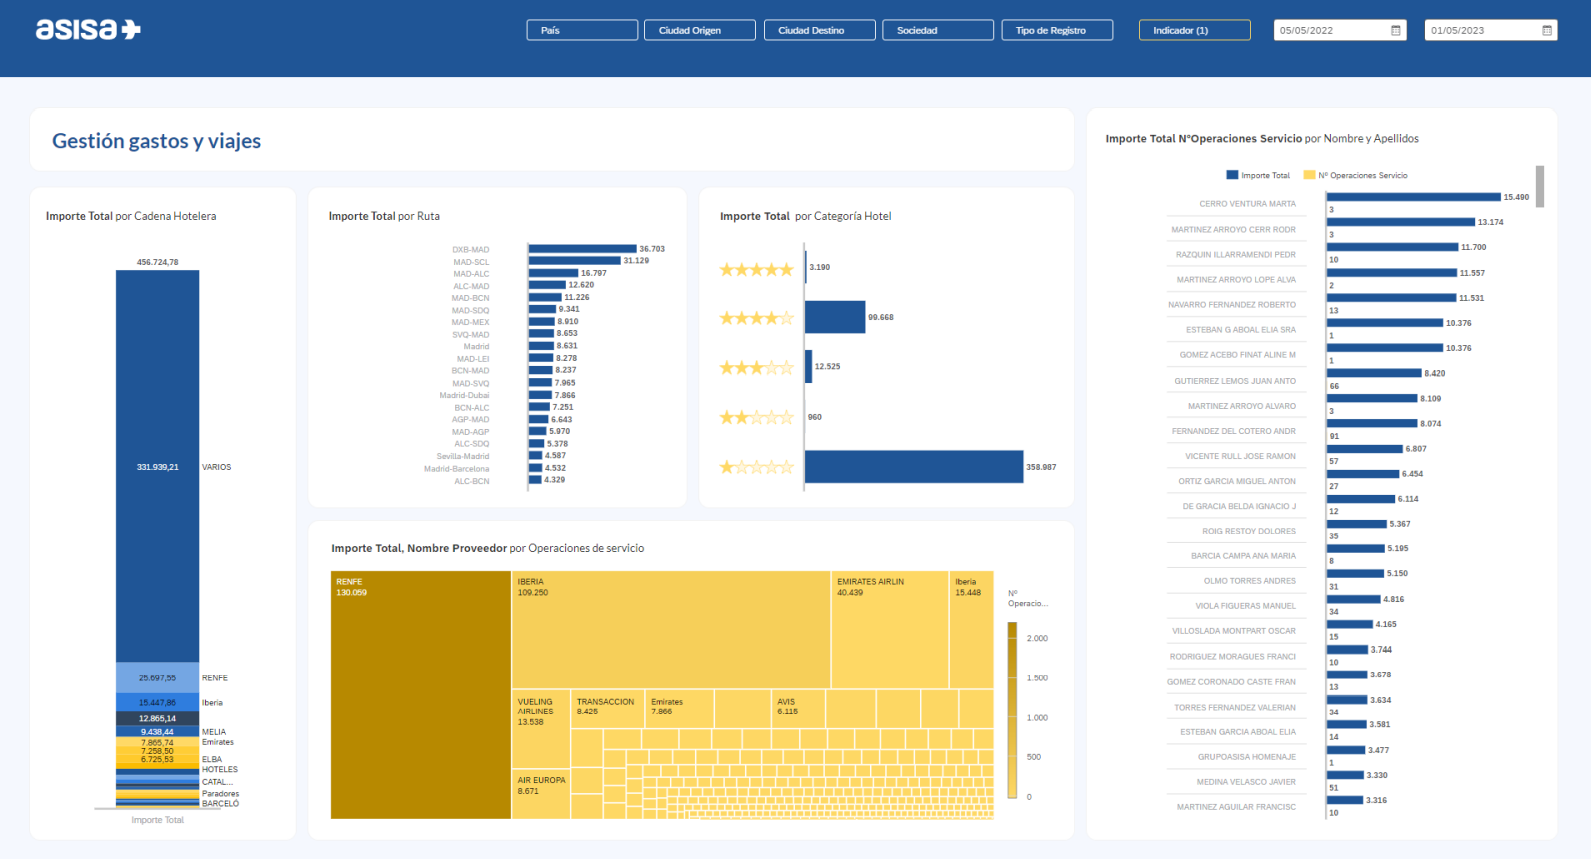 asisa
País
Ciudad Origen
Ciudad Destino
Sociedad
Tipo de Registro
Indicador (1)
05/05/2022
01/05/2023
Gestión gastos y viajes
Importe Total por Cadena Hotelera
456.724,78
331.939,21 VARIOS
25.697,55 RENFE
15.447,86 Iberia
12.865,14
9.438,44 MELIA
7.865,74 Emirates
7.258,50
6.725,53 ELBA
HOTELES
CATAL...
Paradores
BARCELÓ
Importe Total
Importe Total por Ruta
DXB-MAD 36.703
MAD-SCL 31.129
MAD-ALC 16.797
ALC-MAD 12.620
MAD-BCN 11.226
MAD-SDQ 9.341
MAD-MEX 8.910
SVQ-MAD 8.653
Madrid 8.631
MAD-LEI 8.278
BCN-MAD 8.237
MAD-SVQ 7.965
Madrid-Dubai 7.866
BCN-ALC 7.251
AGP-MAD 6.643
MAD-AGP 5.970
ALC-SDQ 5.378
Sevilla-Madrid 4.587
Madrid-Barcelona 4.532
ALC-BCN 4.329
Importe Total por Categoría Hotel
3.190
99.668
12.525
960
358.987
Importe Total, Nombre Proveedor por Operaciones de servicio
RENFE
130.059
IBERIA
109.250
EMIRATES AIRLIN
40.439
Iberia
15.448
VUELING
AIRLINES
13.538
TRANSACCION
8.425
Emirates
7.866
AVIS
6.115
AIR EUROPA
8.671
Nº
Operacio...
2.000
1.500
1.000
500
0
Importe Total NºOperaciones Servicio por Nombre y Apellidos
Importe Total
Nº Operaciones Servicio
CERRO VENTURA MARTA 15.490
3
MARTINEZ ARROYO CERR RODR 13.174
3
RAZQUIN ILLARRAMENDI PEDR 11.700
10
MARTINEZ ARROYO LOPE ALVA 11.557
2
NAVARRO FERNANDEZ ROBERTO 11.531
13
ESTEBAN G ABOAL ELIA SRA 10.376
1
GOMEZ ACEBO FINAT ALINE M 10.376
1
GUTIERREZ LEMOS JUAN ANTO 8.420
66
MARTINEZ ARROYO ALVARO 8.109
3
FERNANDEZ DEL COTERO ANDR 8.074
91
VICENTE RULL JOSE RAMON 6.807
57
ORTIZ GARCIA MIGUEL ANTON 6.454
27
DE GRACIA BELDA IGNACIO J 6.114
12
ROIG RESTOY DOLORES 5.367
35
BARCIA CAMPA ANA MARIA 5.195
8
OLMO TORRES ANDRES 5.150
31
VIOLA FIGUERAS MANUEL 4.816
34
VILLOSLADA MONTPART OSCAR 4.165
15
RODRIGUEZ MORAGUES FRANCI 3.744
10
GOMEZ CORONADO CASTE FRAN 3.678
13
TORRES FERNANDEZ VALERIAN 3.634
34
ESTEBAN GARCIA ABOAL ELIA 3.581
14
GRUPOASISA HOMENAJE 3.477
1
MEDINA VELASCO JAVIER 3.330
51
MARTINEZ AGUILAR FRANCISC 3.316
10